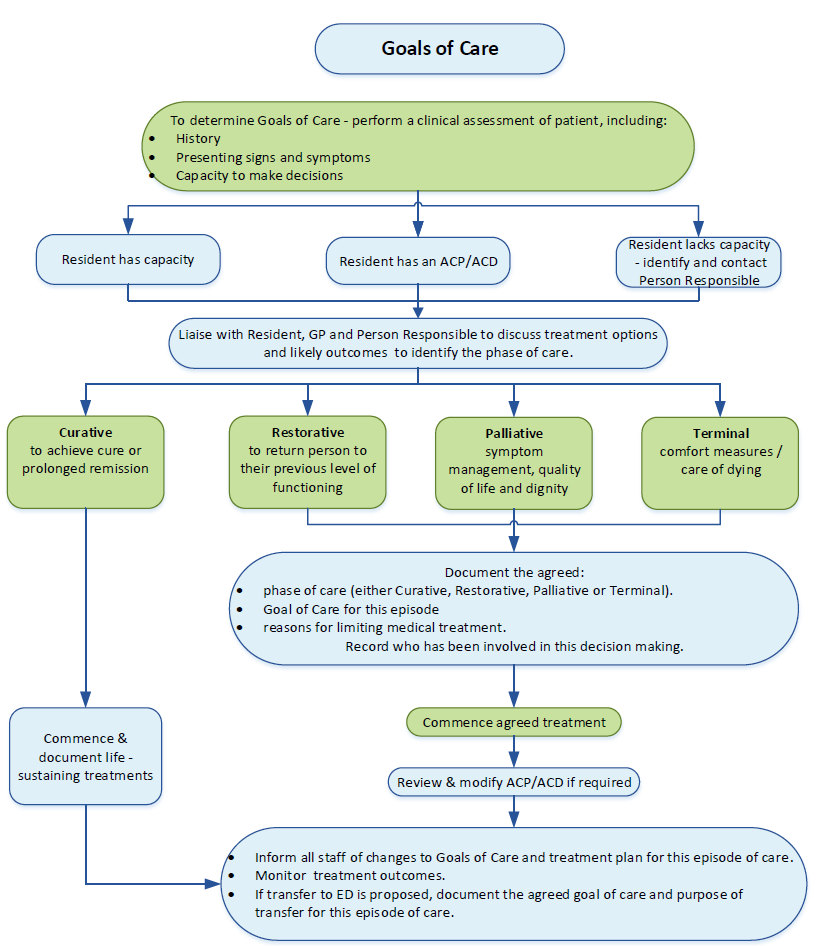 Goals of Care
To determine Goals of Care - perform a clinical assessment of patient, including:
• History
• Presenting signs and symptoms
• Capacity to make decisions
Resident has capacity
Resident has an ACP/ACD
Resident lacks capacity
- identify and contact
Person Responsible
Liaise with Resident, GP and Person Responsible to discuss treatment options
and likely outcomes to identify the phase of care.
Curative
to achieve cure or
prolonged remission
Restorative
to return person to
their previous level of
functioning
Palliative
symptom
management, quality
of life and dignity
Terminal
comfort measures /
care of dying
Document the agreed:
• phase of care (either Curative, Restorative, Palliative or Terminal).
• Goal of Care for this episode
• reasons for limiting medical treatment.
Record who has been involved in this decision making.
Commence agreed treatment
Commence &
document life -
sustaining treatments
Review & modify ACP/ACD if required
• Inform all staff of changes to Goals of Care and treatment plan for this episode of care.
• Monitor treatment outcomes.
• If transfer to ED is proposed, document the agreed goal of care and purpose of
transfer for this episode of care.